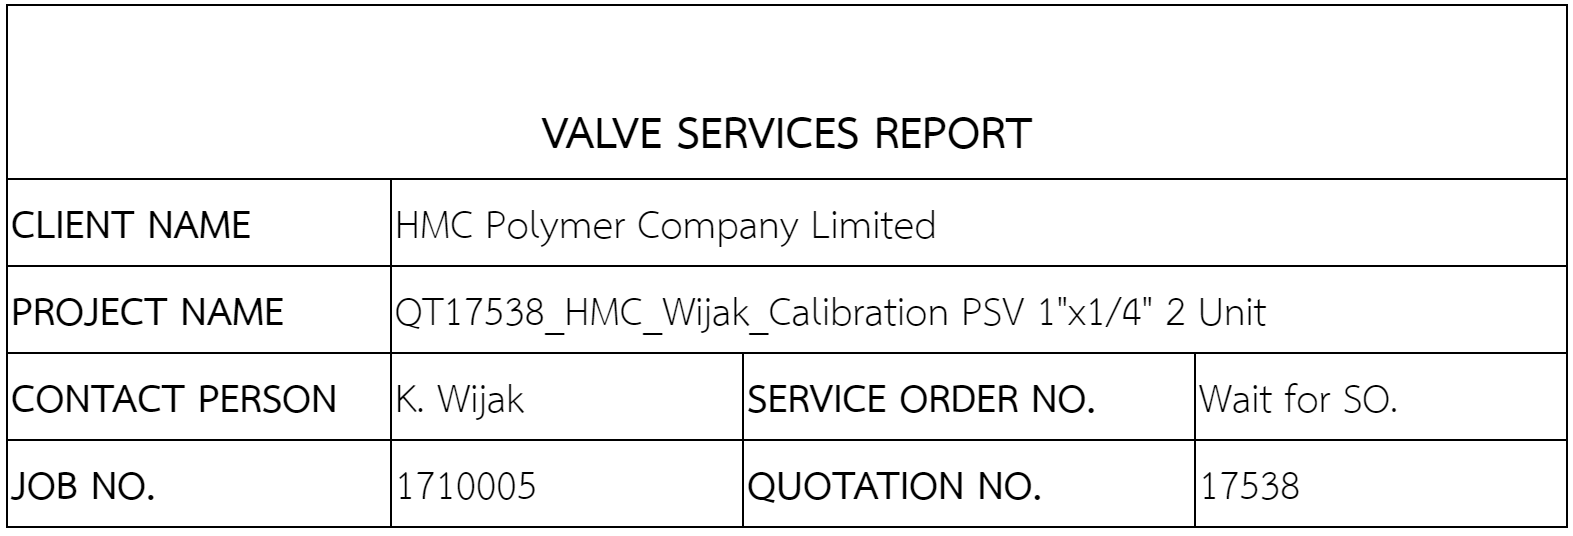 VALVE SERVICES REPORT
CLIENT NAME HMC Polymer Company Limited
PROJECT NAME QT17538_HMC_Wijak_Calibration PSV 1"x1/4" 2 Unit
CONTACT PERSON K. Wijak SERVICE ORDER NO. Wait for SO.
JOB NO. 1710005 QUOTATION NO. 17538